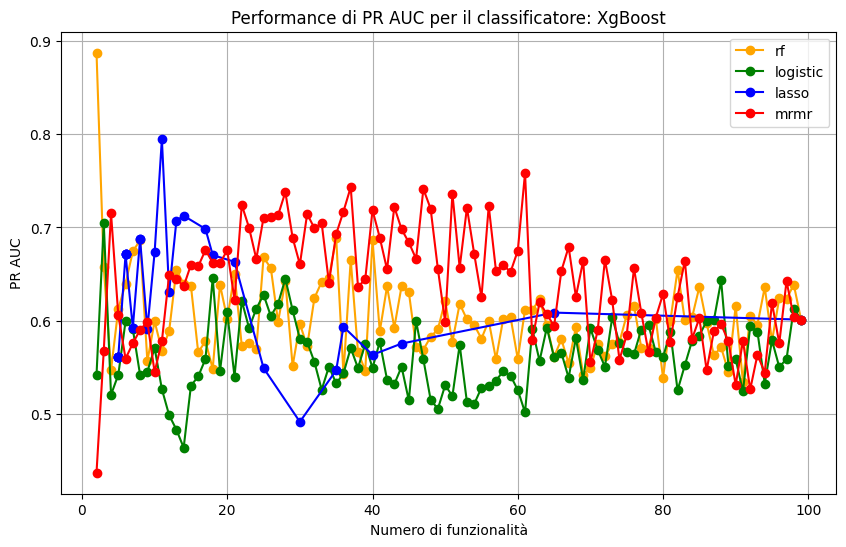 Performance di PR AUC per il classificatore: XgBoost
rf
logistic
lasso
mrmr
PR AUC
0.9
0.8
0.7
0.6
0.5
0 20 40 60 80 100
Numero di funzionalità